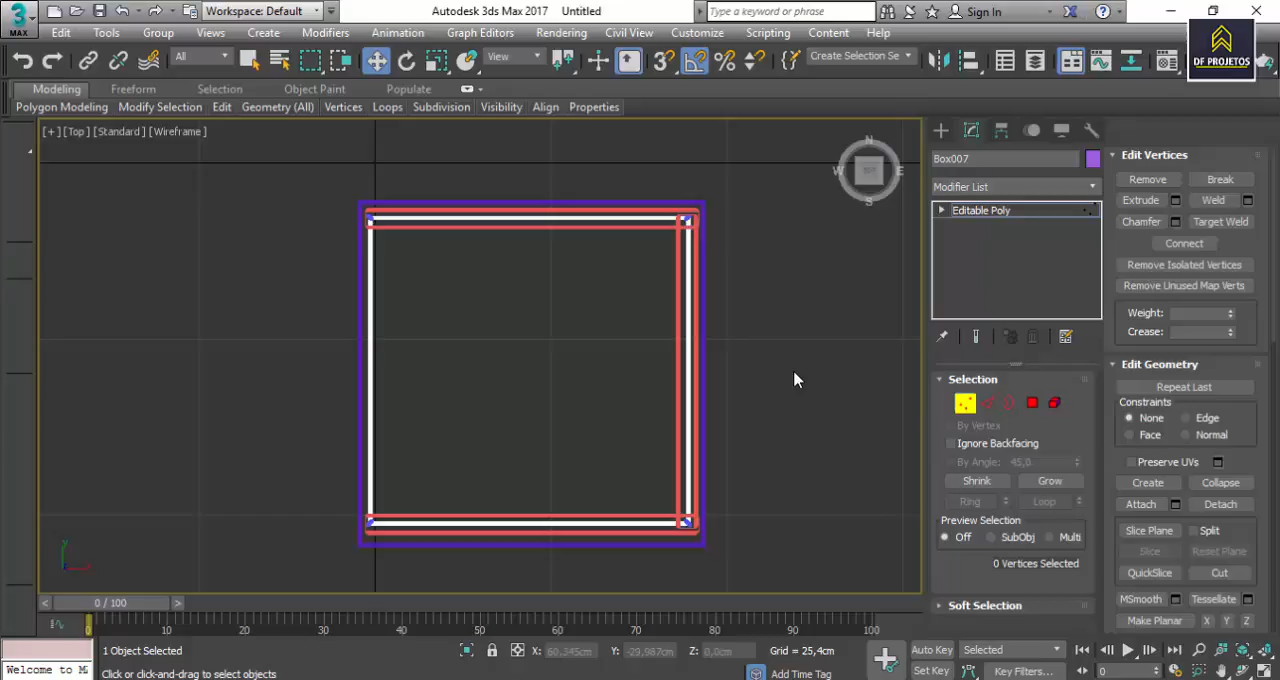 3 MAX Workspace: Default Autodesk 3ds Max 2017 Untitled Type a keyword or phrase Sign In
Edit Tools Group Views Create Modifiers Animation Graph Editors Rendering Civil View Customize Scripting Content Help
All View 3 Create Selection Se
DF PROJETOS
Modeling Freeform Selection Object Paint Populate
Polygon Modeling Modify Selection Edit Geometry (All) Vertices Loops Subdivision Visibility Align Properties
[+] [Top] [Standard] [Wireframe]
N
W E
S
TOP
y
Box007
Modifier List
Editable Poly
Selection
By Vertex
Ignore Backfacing
By Angle: 45,0
Shrink Grow
Ring Loop
Preview Selection
Off SubObj Multi
0 Vertices Selected
Soft Selection
Edit Vertices
Remove Break
Extrude Weld
Chamfer Target Weld
Connect
Remove Isolated Vertices
Remove Unused Map Verts
Weight:
Crease:
Edit Geometry
Repeat Last
Constraints
None Edge
Face Normal
Preserve UVs
Create Collapse
Attach Detach
Slice Plane Split
Slice Reset Plane
QuickSlice Cut
MSmooth Tessellate
Make Planar X Y Z
< 0 / 100 >
0 10 20 30 40 50 60 70 80 90 100
1 Object Selected X: 60,345cm Y: -29,987cm Z: 0,0cm Grid = 25,4cm Auto Key Selected
Welcome to M Click or click-and-drag to select objects Add Time Tag Set Key Key Filters... 0